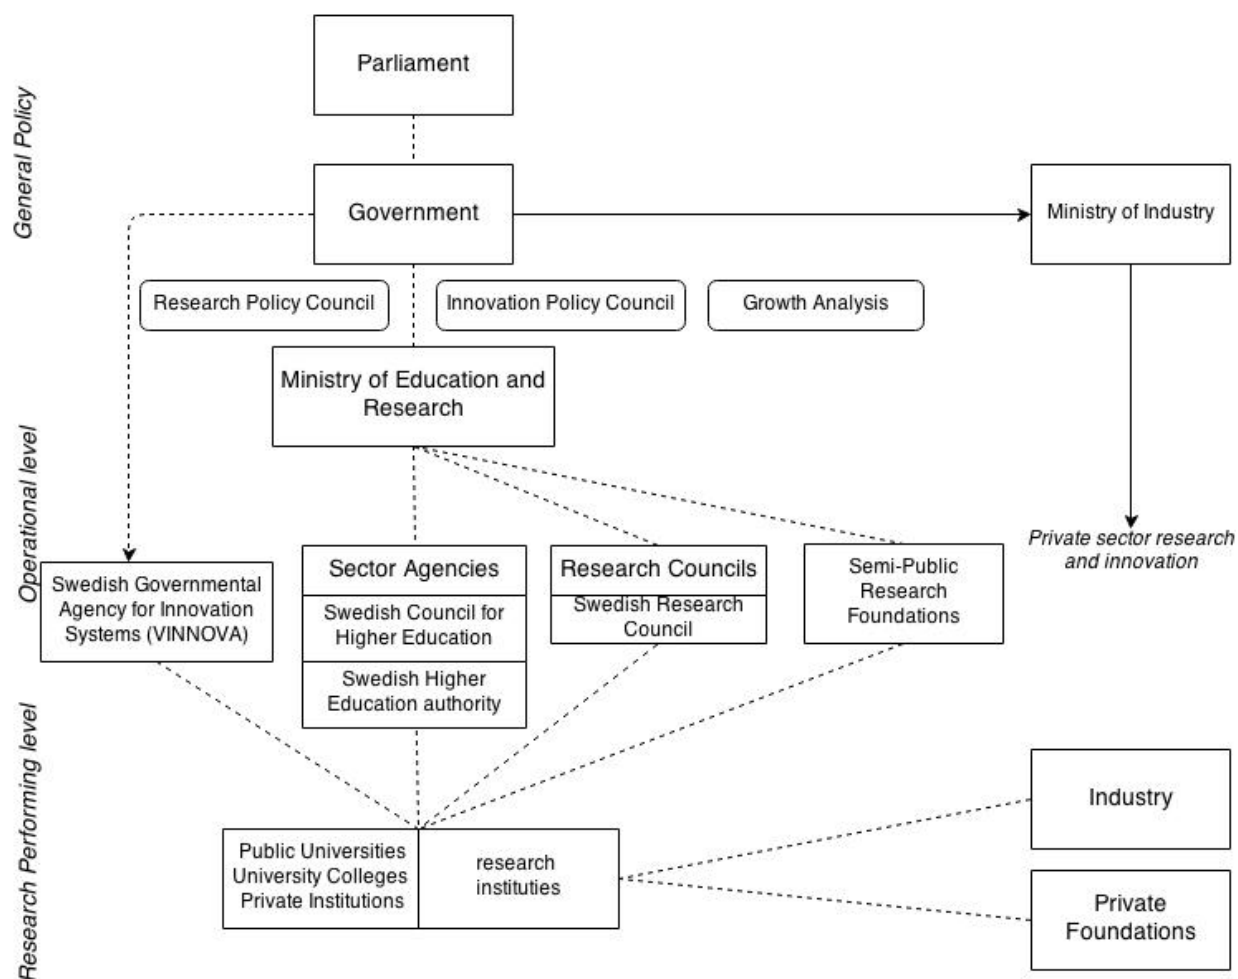 General Policy
Parliament
Government
Ministry of Industry
Research Policy Council
Innovation Policy Council
Growth Analysis
Ministry of Education and
Research
Operational level
Private sector research
and innovation
Swedish Governmental
Agency for Innovation
Systems (VINNOVA)
Sector Agencies
Swedish Council for
Higher Education
Swedish Higher
Education authority
Research Councils
Swedish Research
Council
Semi-Public
Research
Foundations
Research Performing level
Public Universities
University Colleges
Private Institutions
research
instituties
Industry
Private
Foundations